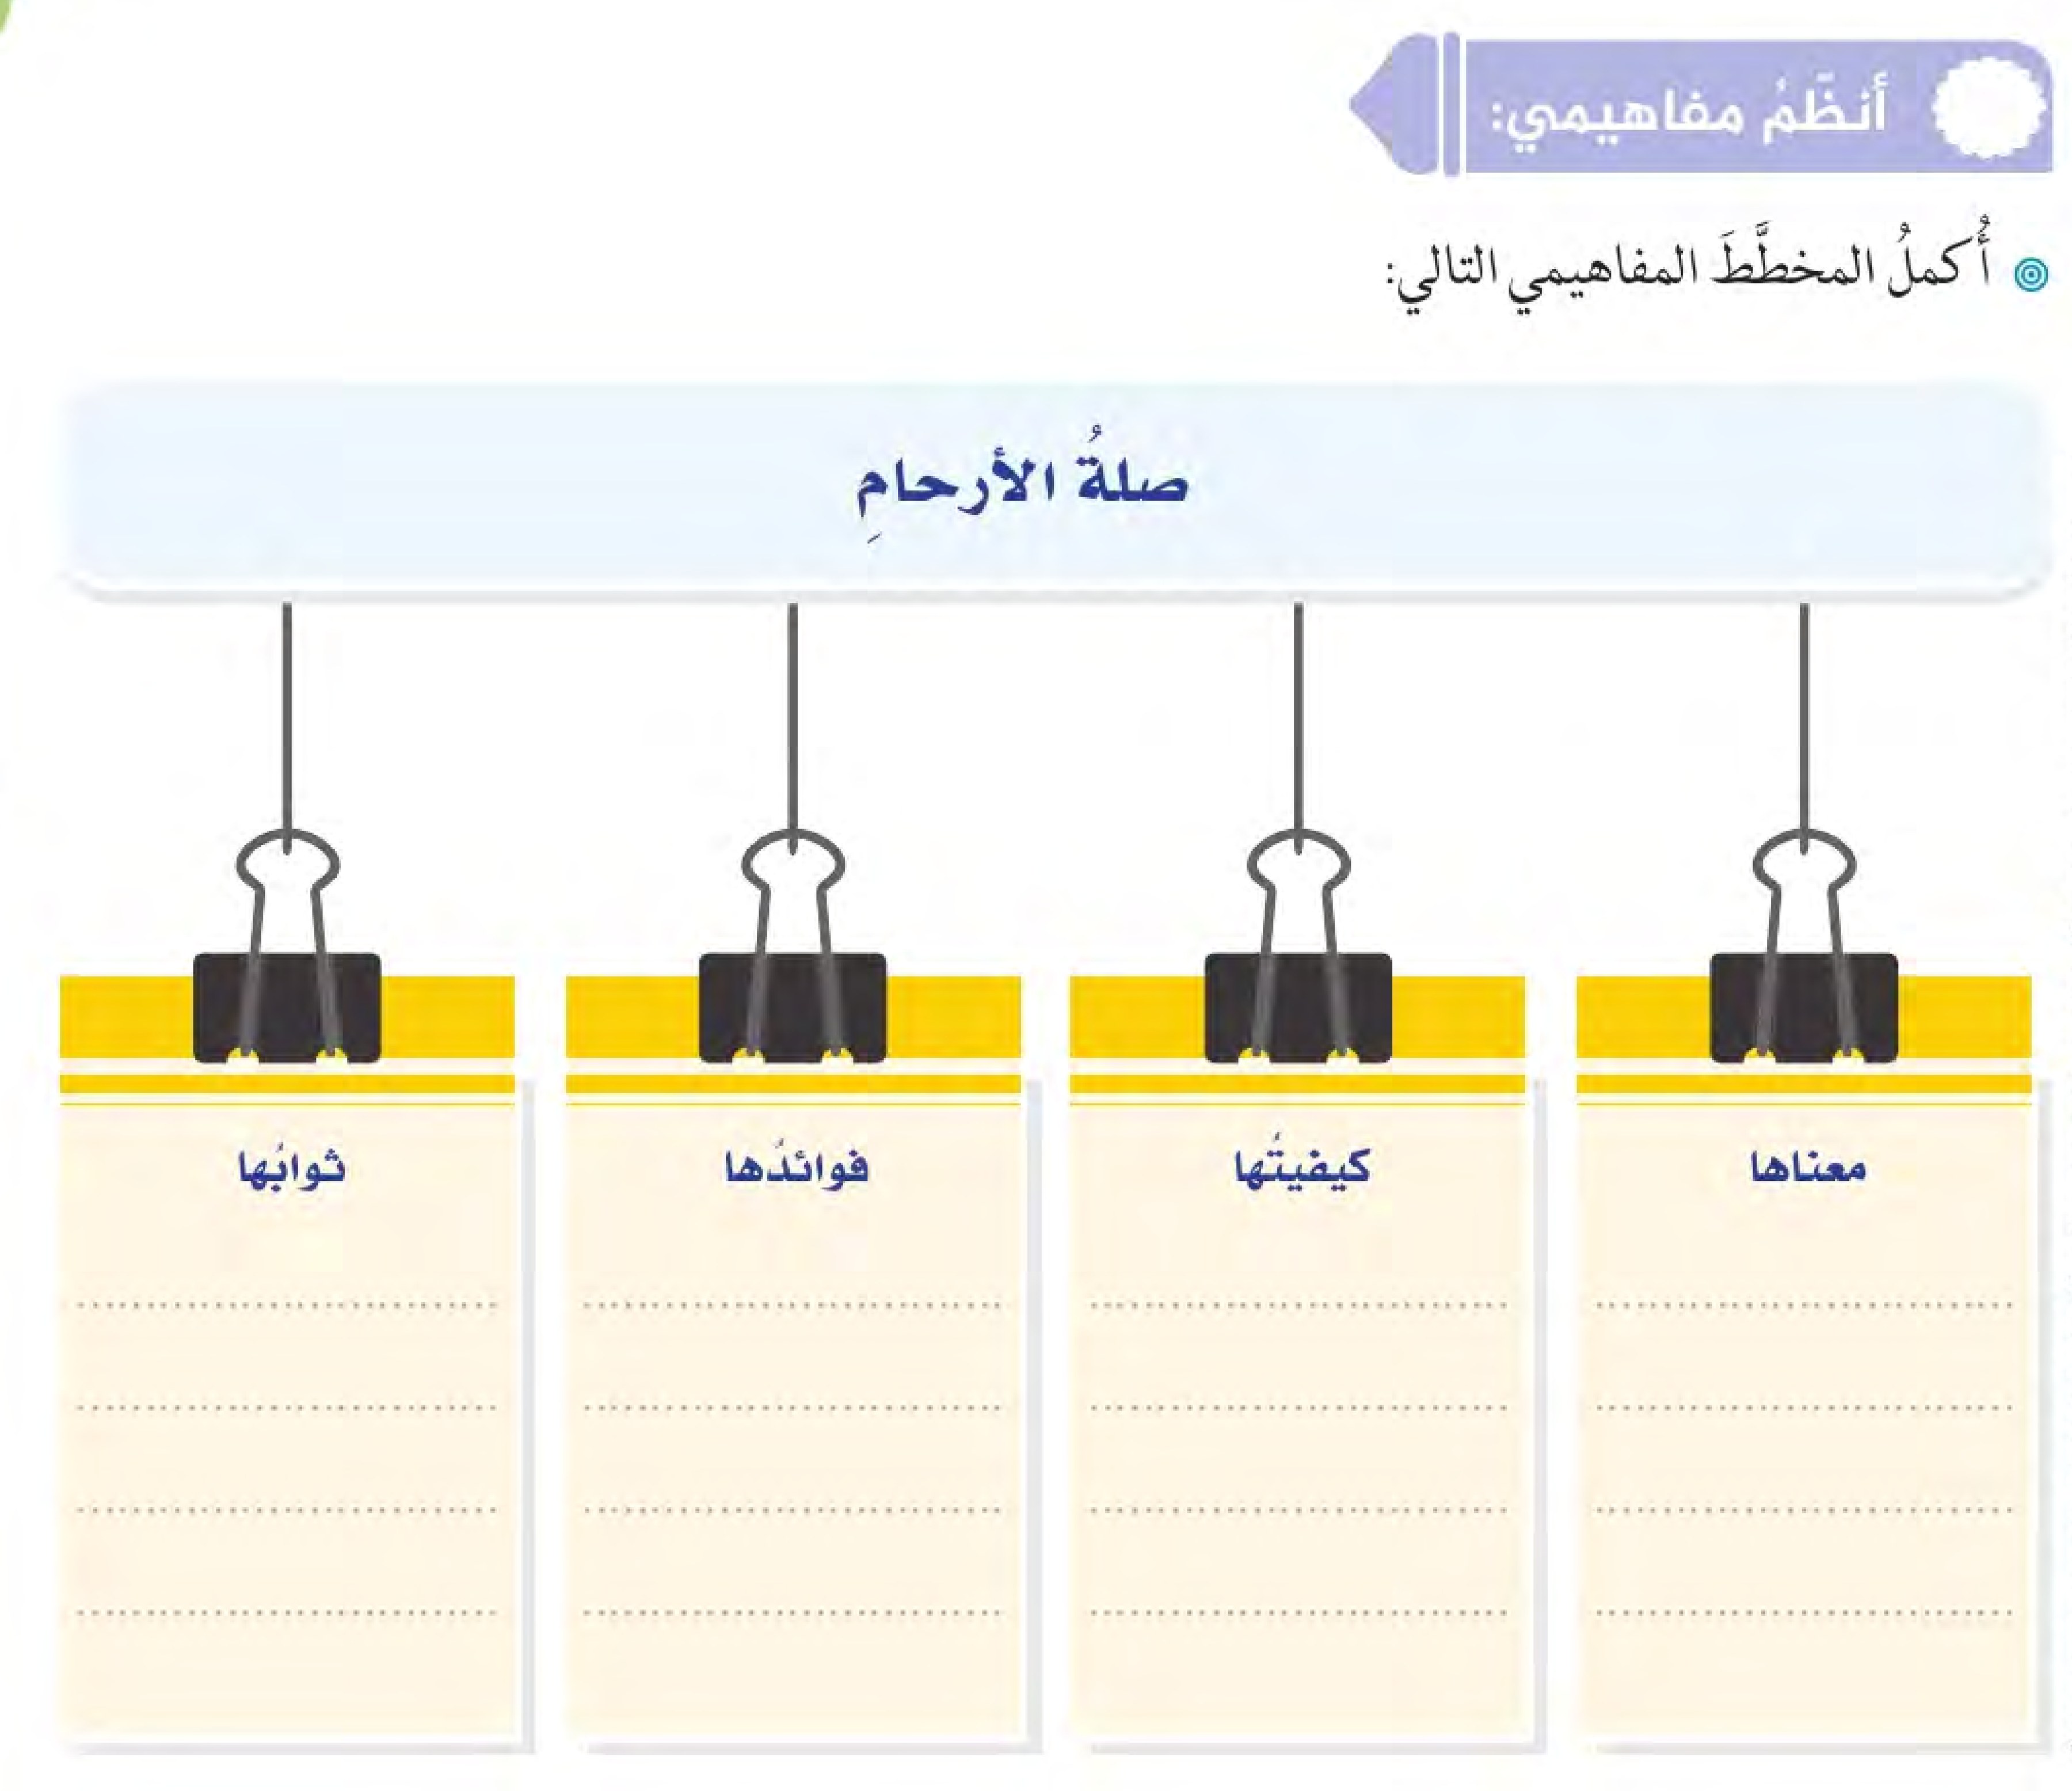 أنظّمُ مفاهيمي:
أُكملُ المخطَّطَ المفاهيمي التالي:
صلةُ الأرحامِ
معناها
كيفيتُها
فوائدُها
ثوابُها